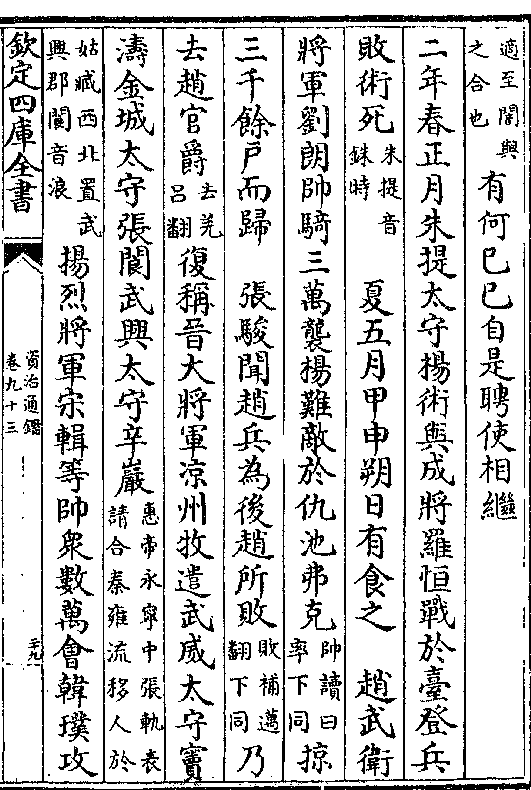 適至闇與之合也有何已已自是聘使相繼
二年春正月朱提太守楊術與成將羅恒戰於臺登兵
敗術死朱提音銖時 夏五月甲申朔日有食之 趙武衛
將軍劉朗帥騎三萬襲楊難敵於仇池弗克帥讀曰率下同掠
三千餘戶而歸 張駿聞趙兵為後趙所敗敗補邁翻下同乃
去趙官爵去羌呂翻復稱晉大將軍凉州牧遣武威太守竇
濤金城太守張閬武興太守辛巖惠帝永寧中張軌表請合秦雍流移人於
姑臧西北置武興郡閬音浪揚烈將軍宋輯等帥衆數萬會韓璞攻
欽定四庫全書
資治通鑑
卷九十三